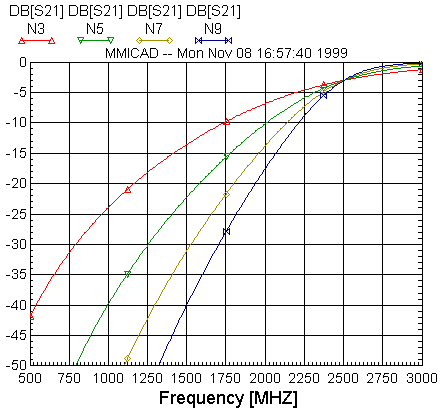 DB[S21] DB[S21] DB[S21] DB[S21]
N3 N5 N7 N9
MMICAD -- Mon Nov 08 16:57:40 1999
0
-5
-10
-15
-20
-25
-30
-35
-40
-45
-50
500 750 1000 1250 1500 1750 2000 2250 2500 2750 3000
Frequency [MHZ]